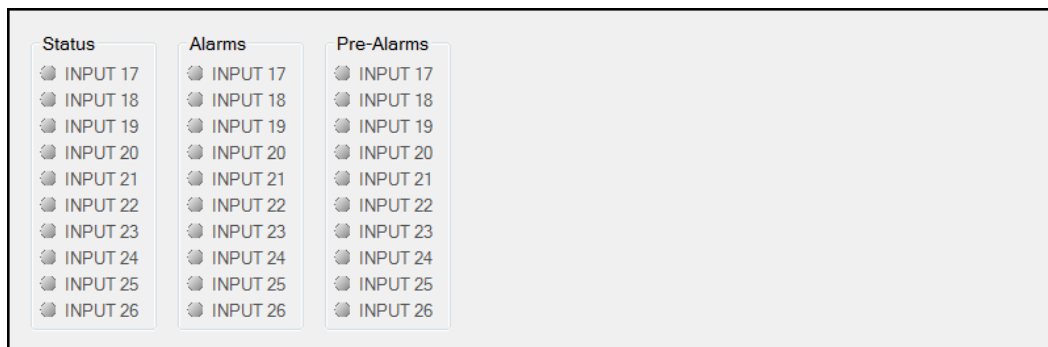 Status
INPUT 17
INPUT 18
INPUT 19
INPUT 20
INPUT 21
INPUT 22
INPUT 23
INPUT 24
INPUT 25
INPUT 26
Alarms
INPUT 17
INPUT 18
INPUT 19
INPUT 20
INPUT 21
INPUT 22
INPUT 23
INPUT 24
INPUT 25
INPUT 26
Pre-Alarms
INPUT 17
INPUT 18
INPUT 19
INPUT 20
INPUT 21
INPUT 22
INPUT 23
INPUT 24
INPUT 25
INPUT 26